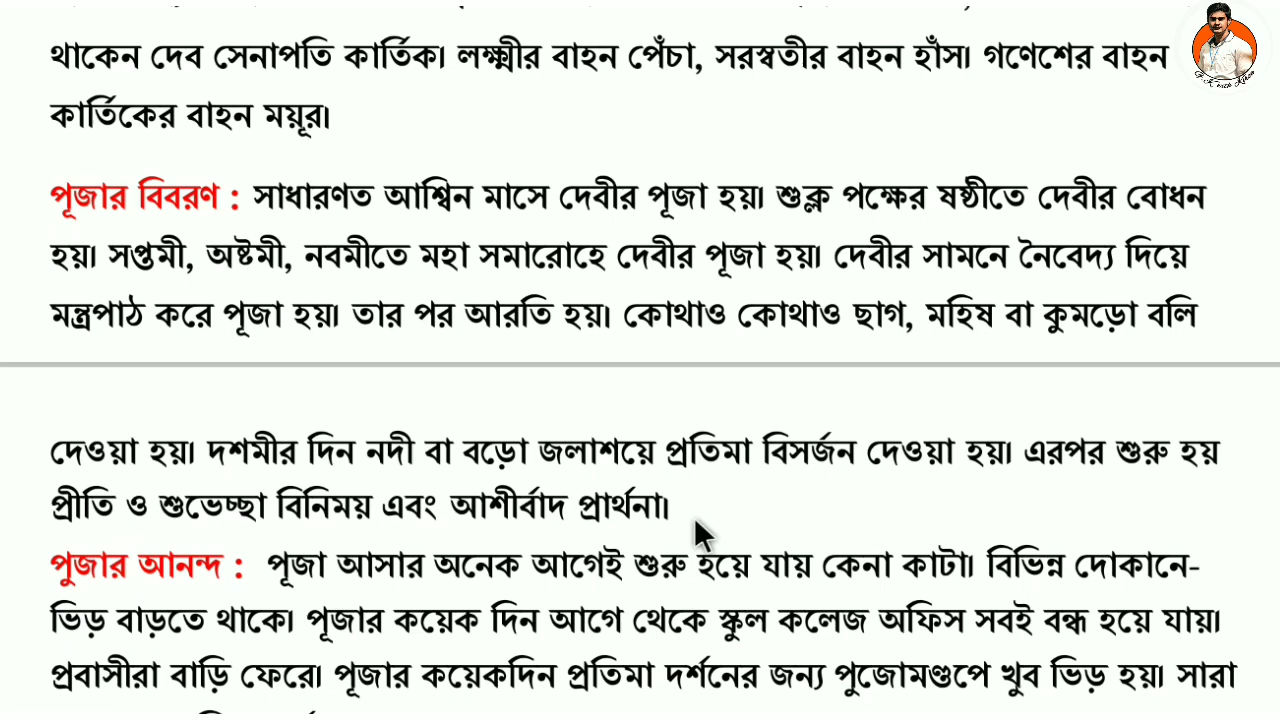 থাকেন দেব সেনাপতি কার্তিক। লক্ষ্মীর বাহন পেঁচা, সরস্বতীর বাহন হাঁস। গণেশের বাহন
কার্তিকের বাহন ময়ূর।
পূজার বিবরণ : সাধারণত আশ্বিন মাসে দেবীর পূজা হয়। শুক্ল পক্ষের ষষ্ঠীতে দেবীর বোধন
হয়। সপ্তমী, অষ্টমী, নবমীতে মহা সমারোহে দেবীর পূজা হয়। দেবীর সামনে নৈবেদ্য দিয়ে
মন্ত্রপাঠ করে পূজা হয়। তার পর আরতি হয়। কোথাও কোথাও ছাগ, মহিষ বা কুমড়ো বলি
দেওয়া হয়। দশমীর দিন নদী বা বড়ো জলাশয়ে প্রতিমা বিসর্জন দেওয়া হয়। এরপর শুরু হয়
প্রীতি ও শুভেচ্ছা বিনিময় এবং আশীর্বাদ প্রার্থনা।
পুজার আনন্দ : পূজা আসার অনেক আগেই শুরু হয়ে যায় কেনা কাটা। বিভিন্ন দোকানে-
ভিড় বাড়তে থাকে। পূজার কয়েক দিন আগে থেকে স্কুল কলেজ অফিস সবই বন্ধ হয়ে যায়।
প্রবাসীরা বাড়ি ফেরে। পূজার কয়েকদিন প্রতিমা দর্শনের জন্য পুজোমণ্ডপে খুব ভিড় হয়। সারা